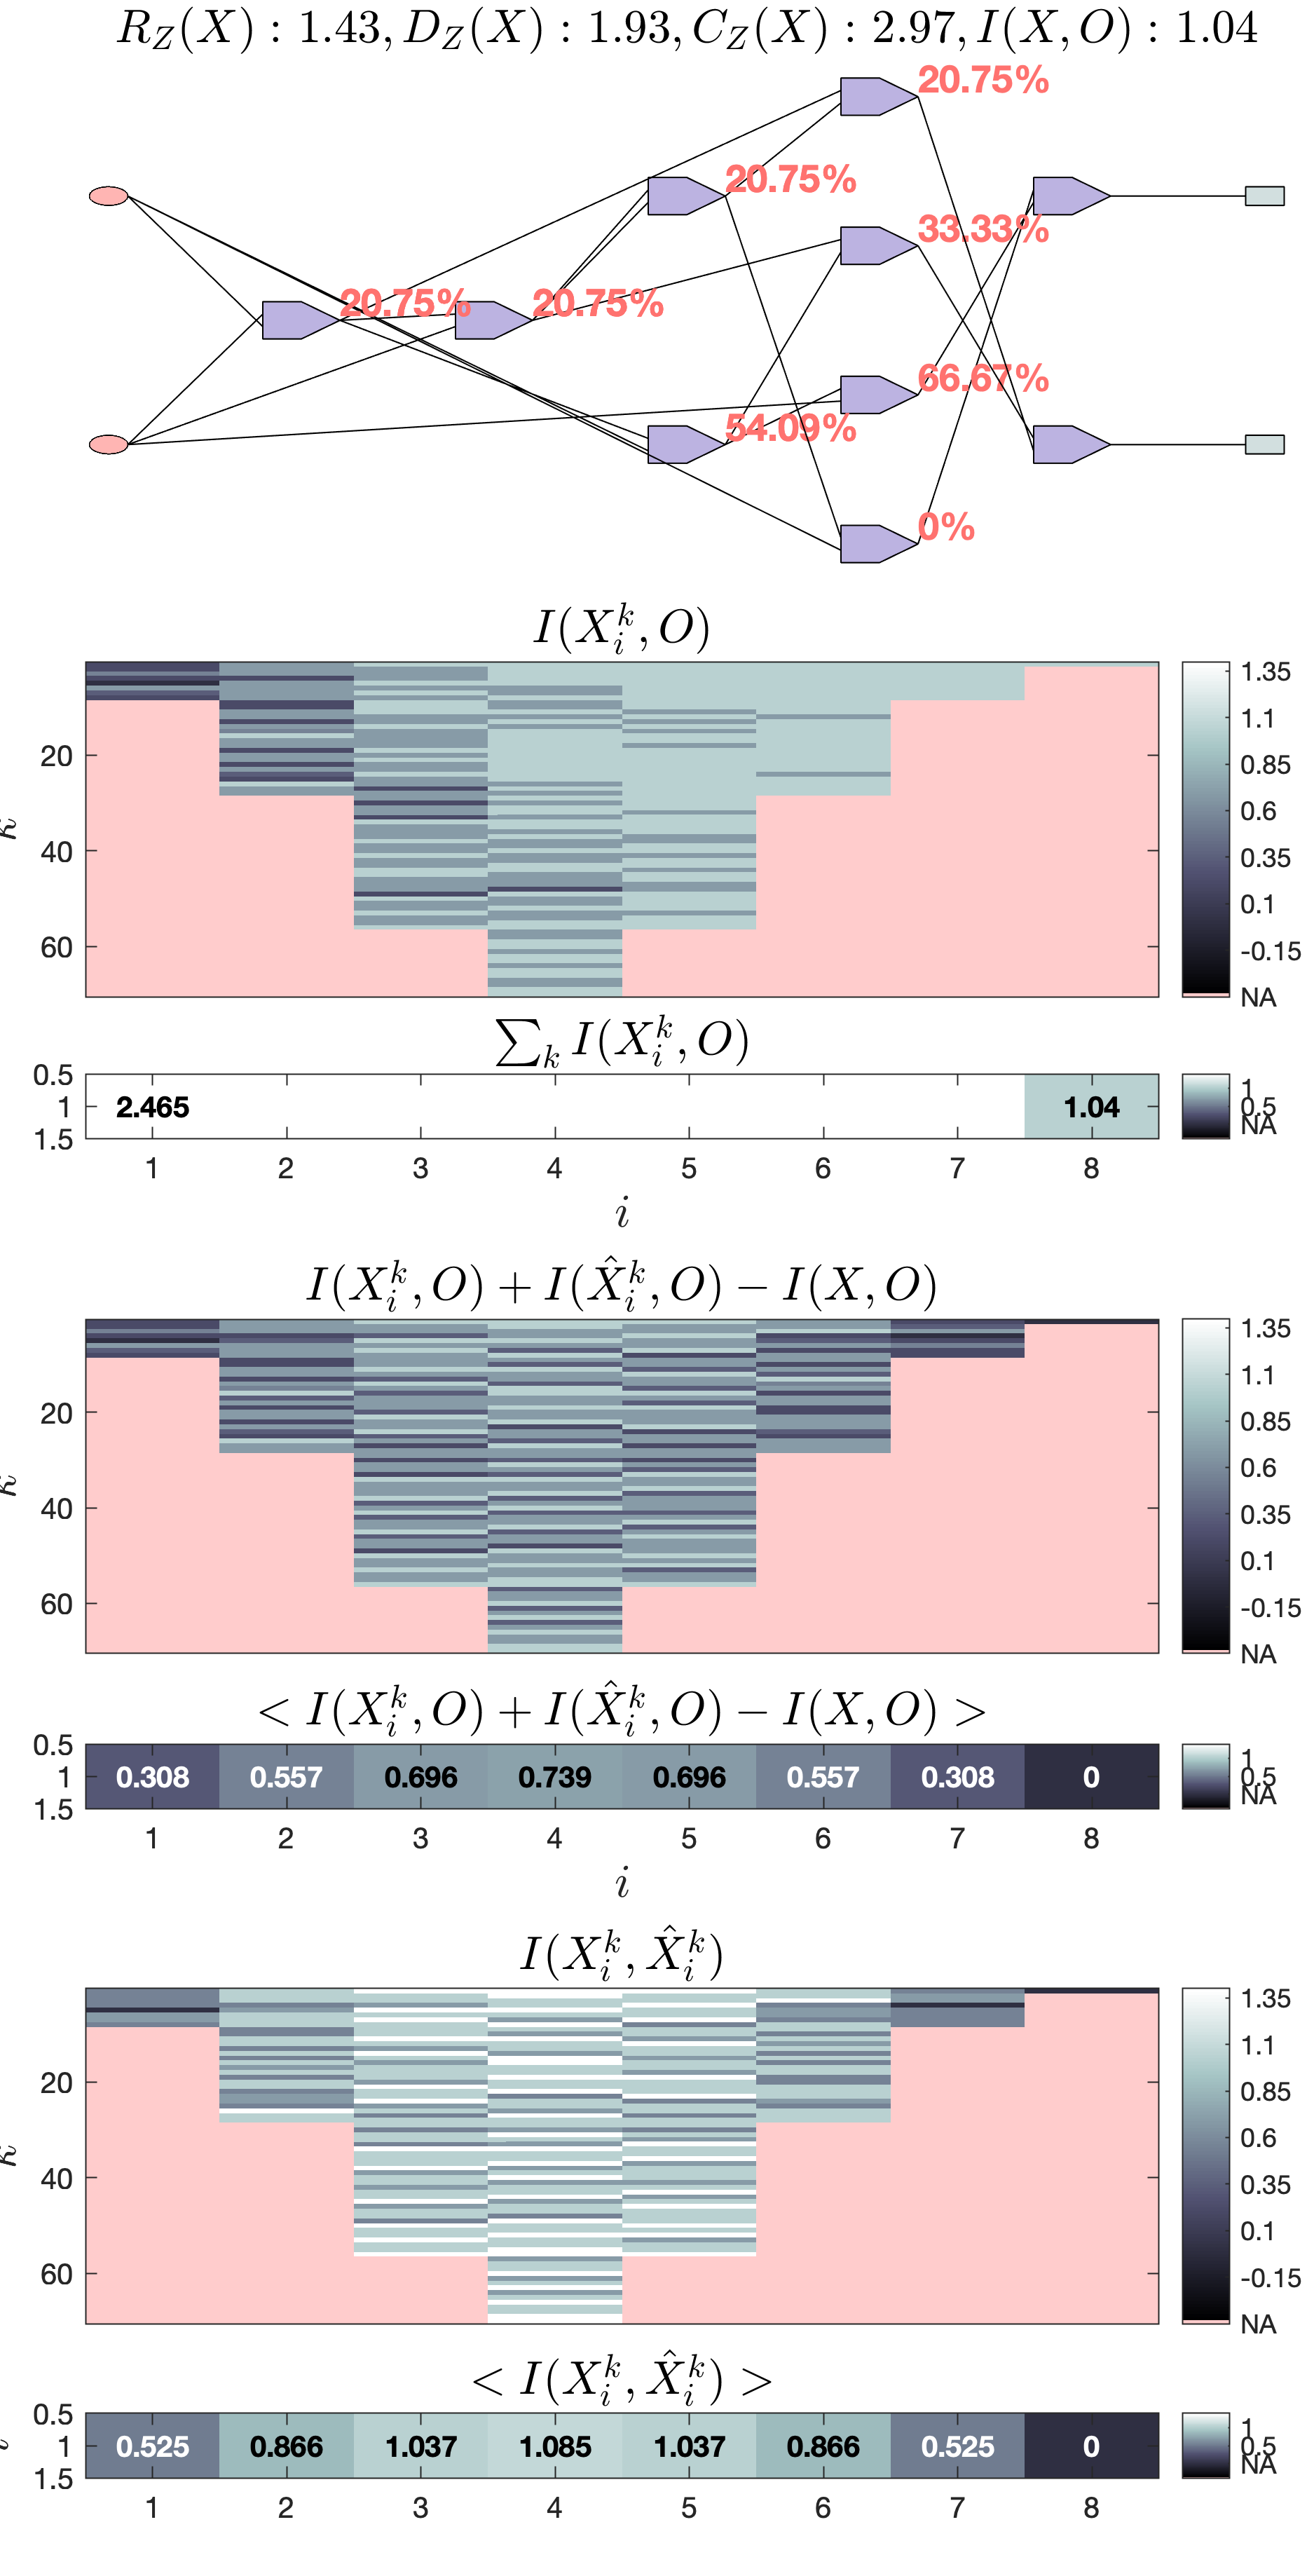 R_Z(X) : 1.43, D_Z(X) : 1.93, C_Z(X) : 2.97, I(X, O) : 1.04
20.75%
20.75%
33.33%
20.75% 20.75%
66.67%
54.09%
0%
I(X_i^k, O)
1.35
1.1
20 0.85
0.6
k
40 0.35
0.1
60 -0.15
NA
∑_k I(X_i^k, O)
0.5
1 2.465 1.04
1.5
1
0.5
NA
1 2 3 4 5 6 7 8
i
I(X_i^k, O) + I(X̂_i^k, O) − I(X, O)
1.35
1.1
20 0.85
0.6
k
40 0.35
0.1
60 -0.15
NA
< I(X_i^k, O) + I(X̂_i^k, O) − I(X, O) >
0.5
1 0.308 0.557 0.696 0.739 0.696 0.557 0.308 0
1.5
1
0.5
NA
1 2 3 4 5 6 7 8
i
I(X_i^k, X̂_i^k)
1.35
1.1
20 0.85
0.6
k
40 0.35
0.1
60 -0.15
NA
< I(X_i^k, X̂_i^k) >
0.5
1 0.525 0.866 1.037 1.085 1.037 0.866 0.525 0
1.5
1
0.5
NA
1 2 3 4 5 6 7 8